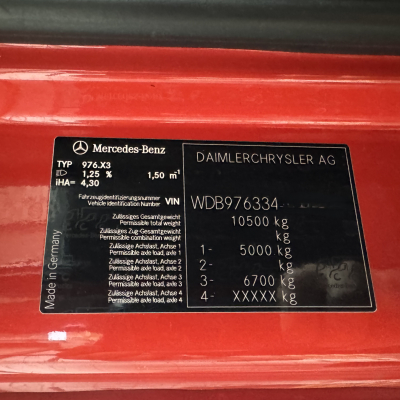 Mercedes-Benz
DAIMLERCHRYSLER AG
TYP 976.X3
1,25 % 1,50 m⁻¹
iHA= 4,30
Fahrzeugidentifizierungsnummer
Vehicle identification number VIN WDB976334
Zulässiges Gesamtgewicht
Permissible total weight 10500 kg
Zulässiges Zug-Gesamtgewicht
Permissible combination weight kg
Zulässige Achslast, Achse 1
Permissible axle load, axle 1 1- 5000 kg
Zulässige Achslast, Achse 2
Permissible axle load, axle 2 2- kg
Zulässige Achslast, Achse 3
Permissible axle load, axle 3 3- 6700 kg
Zulässige Achslast, Achse 4
Permissible axle load, axle 4 4- XXXXX kg
Made in Germany